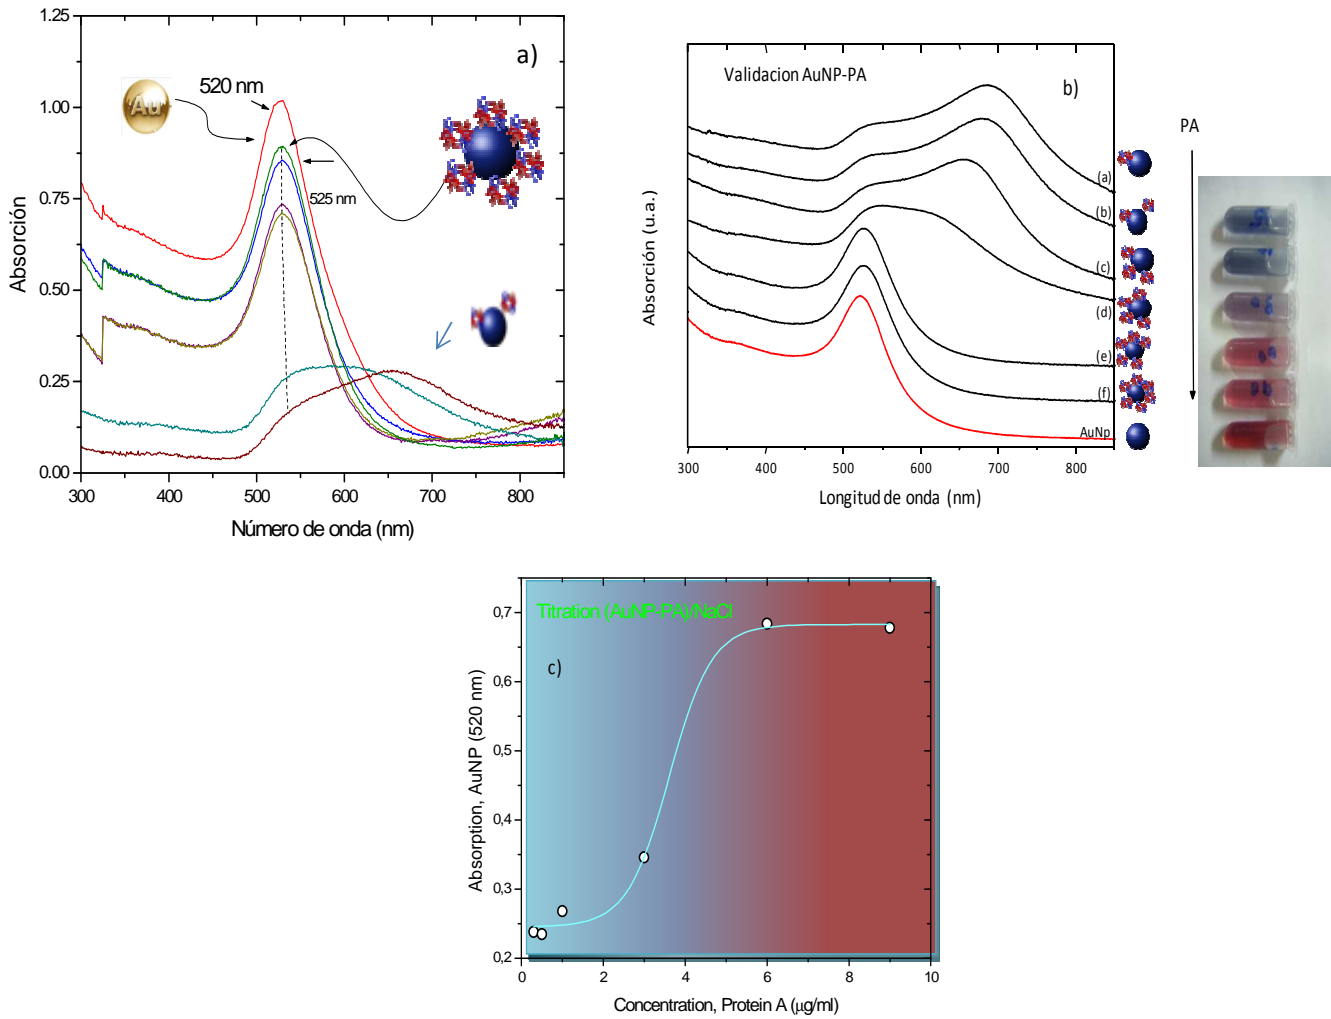 1.25
1.00
0.75
0.50
0.25
0.00
Absorción
a)
Au
520 nm
525 nm
300 400 500 600 700 800
Número de onda (nm)
Validacion AuNP-PA
b)
PA
Absorción (u.a.)
(a)
(b)
(c)
(d)
(e)
(f)
AuNp
300 400 500 600 700 800
Longitud de onda (nm)
Titration (AuNP-PA)/NaCl
c)
0,7
0,6
0,5
0,4
0,3
0,2
Absorption, AuNP (520 nm)
0 2 4 6 8 10
Concentration, Protein A (μg/ml)